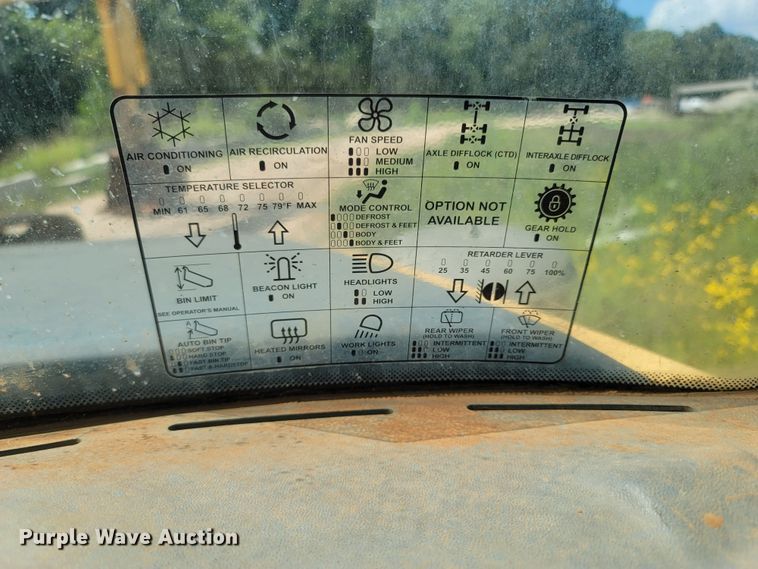 AIR CONDITIONING
ON
AIR RECIRCULATION
ON
FAN SPEED
LOW
MEDIUM
HIGH
AXLE DIFFLOCK (CTD)
ON
INTERAXLE DIFFLOCK
ON
TEMPERATURE SELECTOR
MIN 61 65 68 72 75 79°F MAX
MODE CONTROL
DEFROST
DEFROST & FEET
BODY
BODY & FEET
OPTION NOT
AVAILABLE
GEAR HOLD
ON
BIN LIMIT
SEE OPERATOR'S MANUAL
BEACON LIGHT
ON
HEADLIGHTS
LOW
HIGH
RETARDER LEVER
25 35 45 60 75 100%
AUTO BIN TIP
SOFT STOP
HARD STOP
FAST BIN TIP
FAST & HARDSTOP
HEATED MIRRORS
ON
WORK LIGHTS
ON
REAR WIPER
(HOLD TO WASH)
INTERMITTENT
LOW
HIGH
FRONT WIPER
(HOLD TO WASH)
INTERMITTENT
LOW
HIGH
Purple Wave Auction